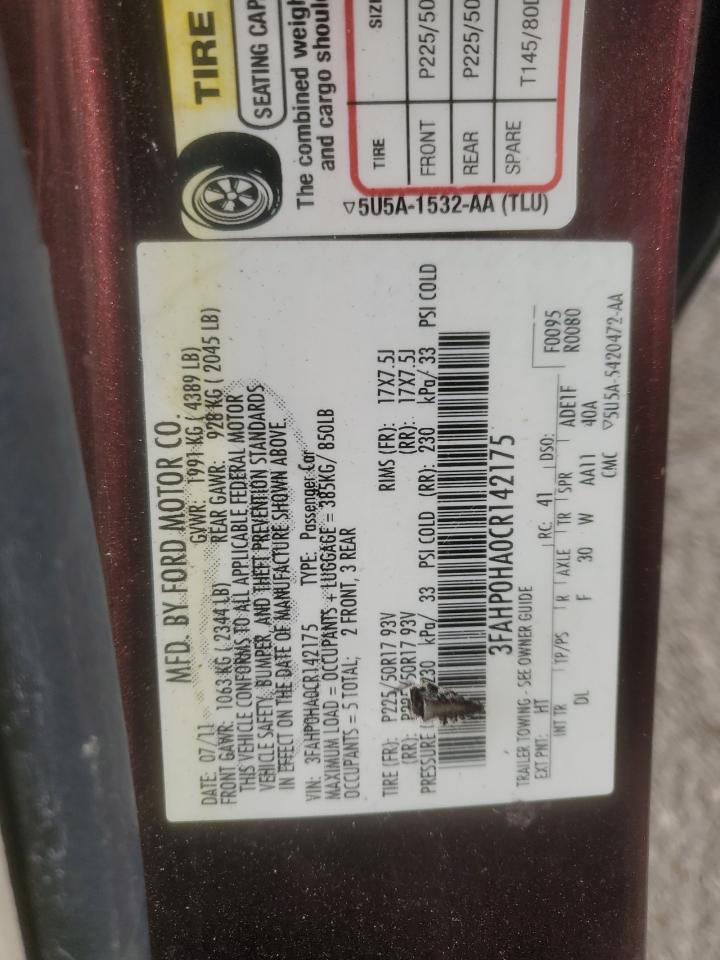 TIRE
SEATING CAP
The combined weigh
and cargo shoul
TIRE SIZ
FRONT P225/50
REAR P225/50
SPARE T145/80D
▽5U5A-1532-AA (TLU)
MFD. BY FORD MOTOR CO.
DATE: 07/11 GVWR: 1991 KG ( 4389 LB)
FRONT GAWR: 1063 KG ( 2344 LB) REAR GAWR: 928 KG ( 2045 LB)
THIS VEHICLE CONFORMS TO ALL APPLICABLE FEDERAL MOTOR
VEHICLE SAFETY, BUMPER, AND THEFT PREVENTION STANDARDS
IN EFFECT ON THE DATE OF MANUFACTURE SHOWN ABOVE.
VIN: 3FAHP0HA0CR142175 TYPE: Passenger Car
MAXIMUM LOAD = OCCUPANTS + LUGGAGE = 385KG/ 850LB
OCCUPANTS = 5 TOTAL; 2 FRONT, 3 REAR
TIRE (FR): P225/50R17 93V RIMS (FR): 17X7.5J
(RR): /50R17 93V (RR): 17X7.5J
PRESSURE 230 kPa/ 33 PSI COLD (RR): 230 kPa/ 33 PSI COLD
3FAHP0HA0CR142175
TRAILER TOWING - SEE OWNER GUIDE F0095
EXT PNT: HT RC: 41 DSO: R0080
INT TR TP/PS R AXLE TR SPR ADE1F
DL F 30 W AA11 40A
CMC ▽5U5A-5420472-AA